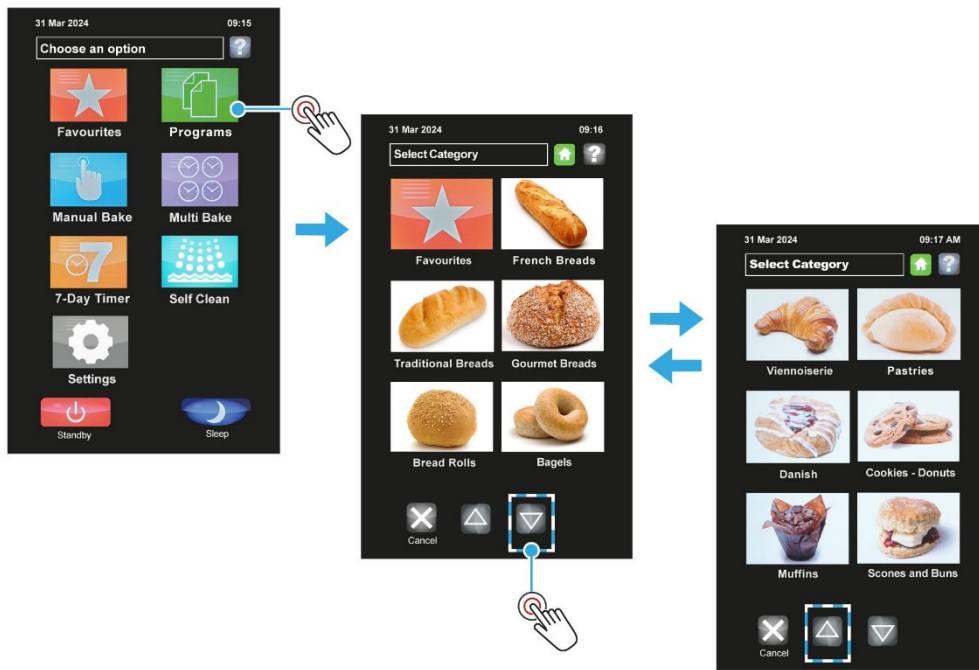 31 Mar 2024 09:15
Choose an option ?
Favourites Programs
Manual Bake Multi Bake
7
7-Day Timer Self Clean
Settings
Standby Sleep
31 Mar 2024 09:16
Select Category ?
Favourites French Breads
Traditional Breads Gourmet Breads
Bread Rolls Bagels
Cancel
31 Mar 2024 09:17 AM
Select Category ?
Viennoiserie Pastries
Danish Cookies - Donuts
Muffins Scones and Buns
Cancel